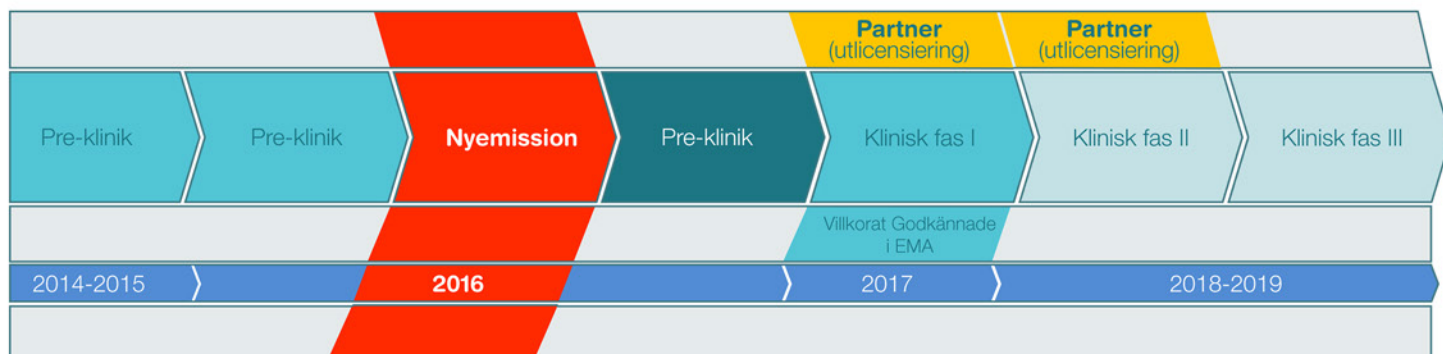 Partner
(utlicensiering)
Partner
(utlicensiering)
Pre-klinik
Pre-klinik
Nyemission
Pre-klinik
Klinisk fas I
Klinisk fas II
Klinisk fas III
Villkorat Godkännade
i EMA
2014-2015
2016
2017
2018-2019